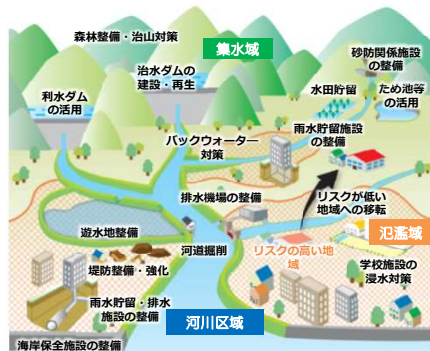 森林整備・治山対策
集水域
砂防関係施設
の整備
治水ダムの
建設・再生
水田貯留
ため池等
の活用
利水ダム
の活用
雨水貯留施設
の整備
バックウォーター
対策
排水機場の整備
リスクが低い
地域への移転
遊水地整備
河道掘削
リスクの高い地
域
氾濫域
堤防整備・強化
学校施設の
浸水対策
雨水貯留・排水
施設の整備
河川区域
海岸保全施設の整備